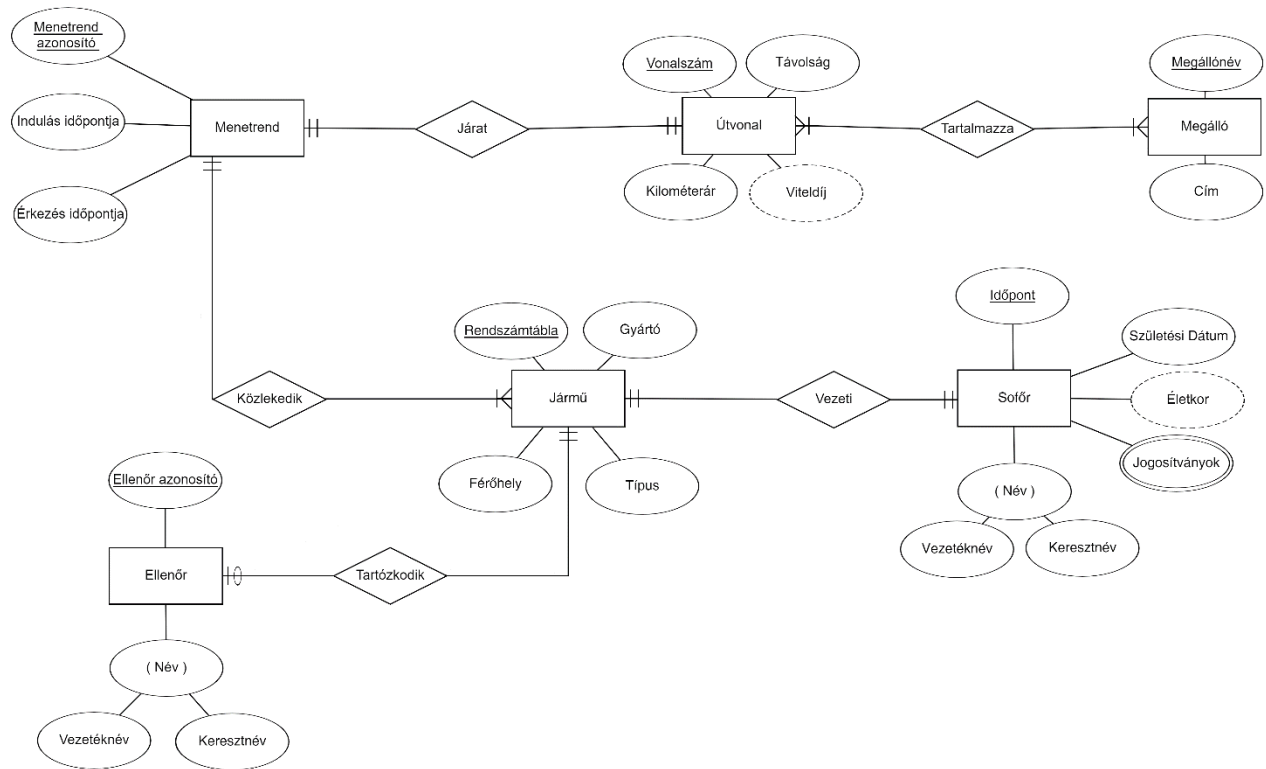 Menetrend
azonosító
Indulás időpontja
Érkezés időpontja
Menetrend
Járat
Vonalszám
Távolság
Útvonal
Kilométerár
Viteldíj
Tartalmazza
Megállónév
Megálló
Cím
Közlekedik
Rendszámtábla
Gyártó
Jármű
Férőhely
Típus
Vezeti
Időpont
Születési Dátum
Sofőr
Életkor
Jogosítványok
( Név )
Vezetéknév
Keresztnév
Ellenőr azonosító
Ellenőr
Tartózkodik
( Név )
Vezetéknév
Keresztnév